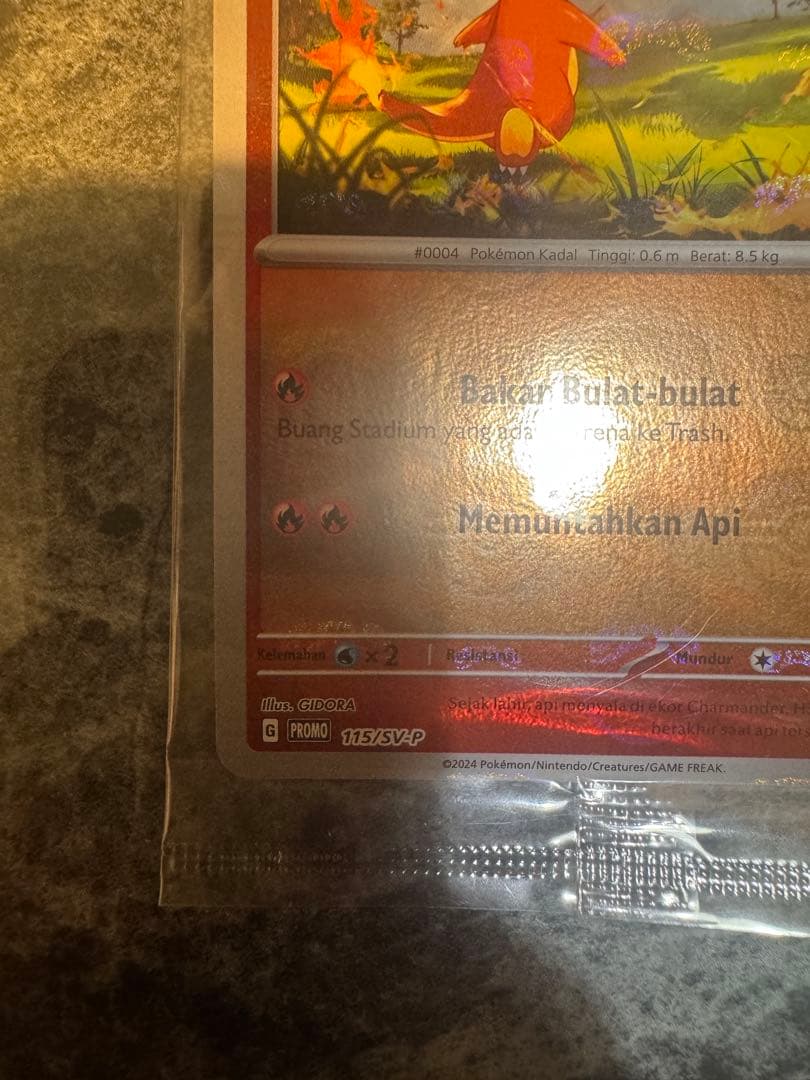 #0004 Pokémon Kadal Tinggi: 0.6 m Berat: 8.5 kg
Bakar Bulat-bulat
Buang Stadium yang ada rena ke Trash.
Memuntahkan Api
Kelemahan ×2 Resistansi Mundur
Illus. GIDORA
Sejak lahir, api menyala di ekor Charmander. H
G PROMO 115/SV-P
berakhir saat api ters
©2024 Pokémon/Nintendo/Creatures/GAME FREAK.